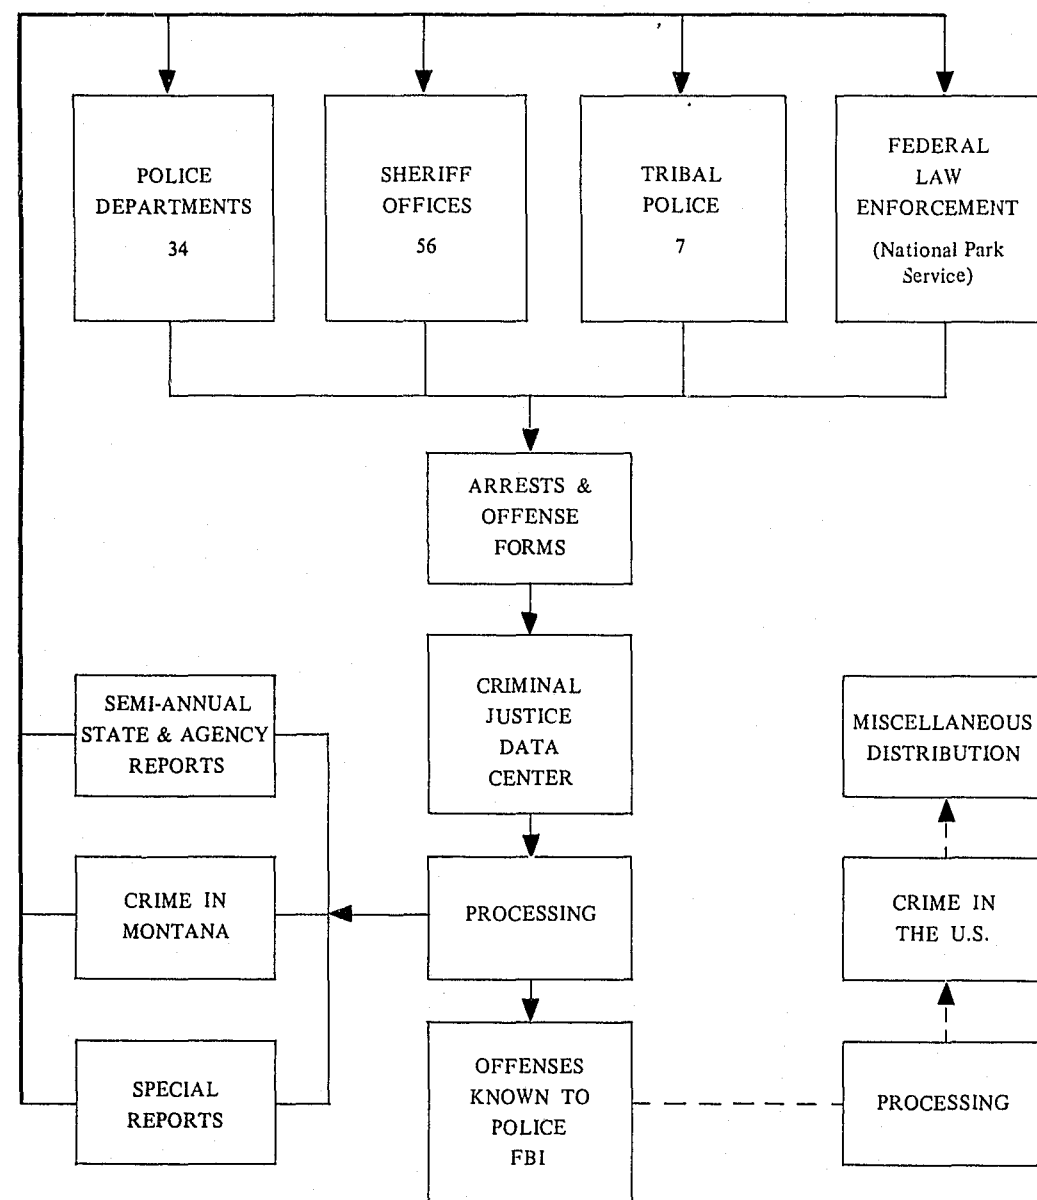 POLICE
DEPARTMENTS
34
SHERIFF
OFFICES
56
TRIBAL
POLICE
7
FEDERAL
LAW
ENFORCEMENT
(National Park
Service)
ARRESTS &
OFFENSE
FORMS
CRIMINAL
JUSTICE
DATA
CENTER
SEMI-ANNUAL
STATE & AGENCY
REPORTS
MISCELLANEOUS
DISTRIBUTION
CRIME IN
MONTANA
PROCESSING
CRIME IN
THE U.S.
SPECIAL
REPORTS
OFFENSES
KNOWN TO
POLICE
FBI
PROCESSING